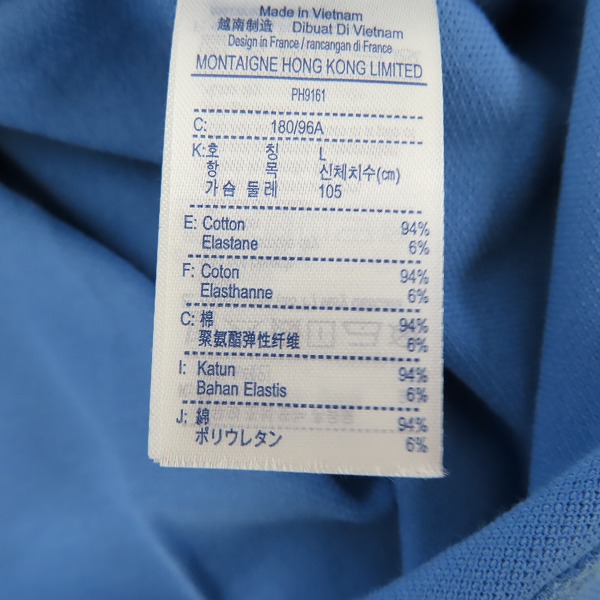 Made in Vietnam
越南制造 Dibuat Di Vietnam
Design in France / rancangan di France
MONTAIGNE HONG KONG LIMITED
PH9161
C: 180/96A
K: 호 칭 L
항 목 신체치수(cm)
가슴 둘레 105
E: Cotton 94%
Elastane 6%
F: Coton 94%
Elasthanne 6%
C: 棉 94%
聚氨酯弹性纤维 6%
I: Katun 94%
Bahan Elastis 6%
J: 綿 94%
ポリウレタン 6%